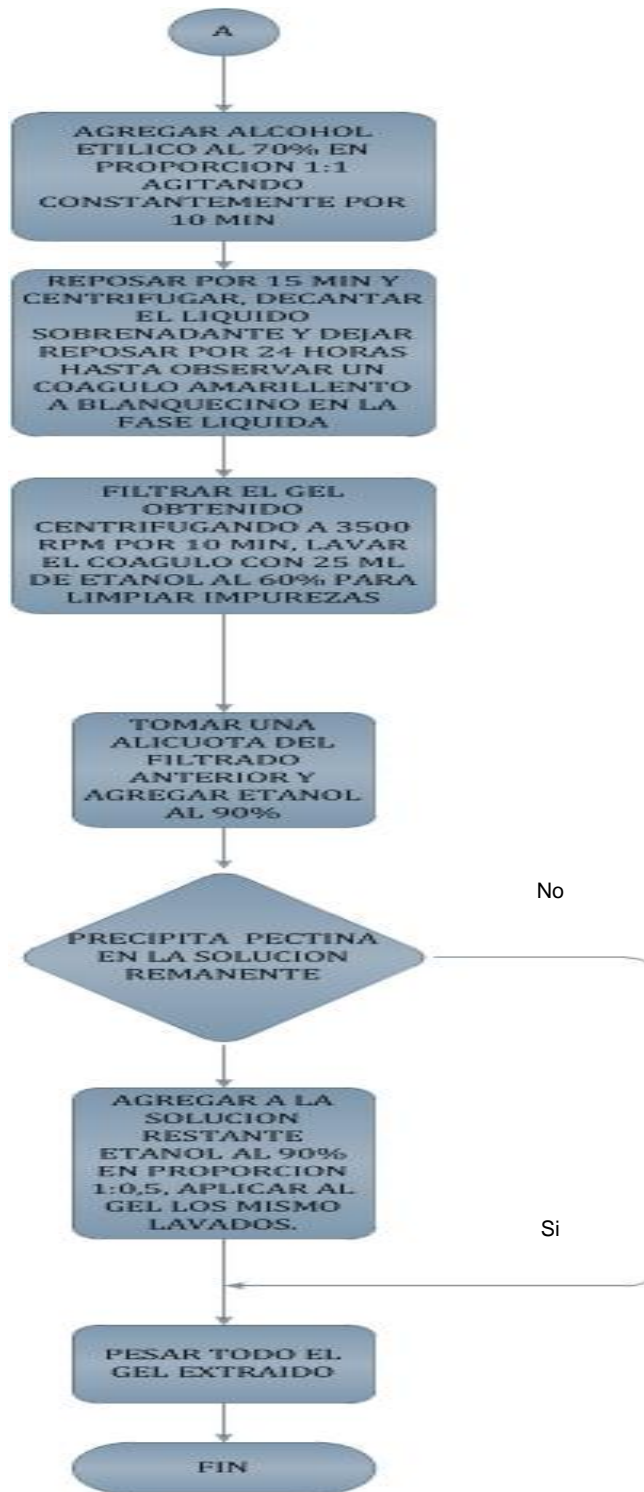 A
AGREGAR ALCOHOL
ETILICO AL 70% EN
PROPORCION 1:1
AGITANDO
CONSTANTEMENTE POR
10 MIN
REPOSAR POR 15 MIN Y
CENTRIFUGAR, DECANTAR
EL LIQUIDO
SOBRENADANTE Y DEJAR
REPOSAR POR 24 HORAS
HASTA OBSERVAR UN
COAGULO AMARILLENTO
A BLANQUECINO EN LA
FASE LIQUIDA
FILTRAR EL GEL
OBTENIDO
CENTRIFUGANDO A 3500
RPM POR 10 MIN, LAVAR
EL COAGULO CON 25 ML
DE ETANOL AL 60% PARA
LIMPIAR IMPUREZAS
TOMAR UNA
ALICUOTA DEL
FILTRADO
ANTERIOR Y
AGREGAR ETANOL
AL 90%
No
PRECIPITA PECTINA
EN LA SOLUCION
REMANENTE
AGREGAR A LA
SOLUCION
RESTANTE
ETANOL AL 90%
EN PROPORCION
1:0,5, APLICAR AL
GEL LOS MISMO
LAVADOS.
Si
PESAR TODO EL
GEL EXTRAIDO
FIN